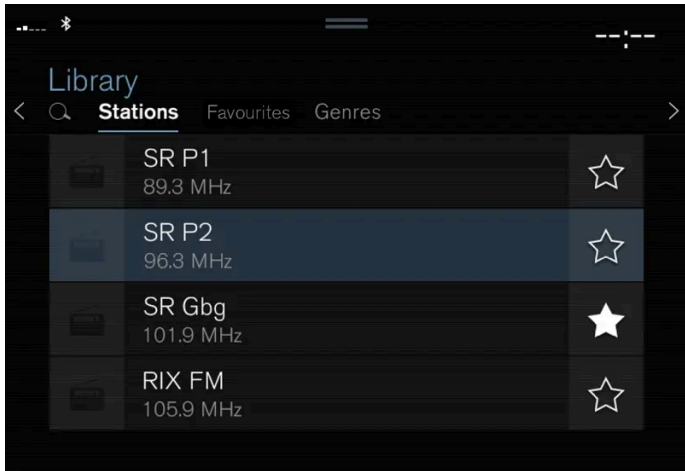 --:--
Library
Stations Favourites Genres
SR P1
89.3 MHz
SR P2
96.3 MHz
SR Gbg
101.9 MHz
RIX FM
105.9 MHz